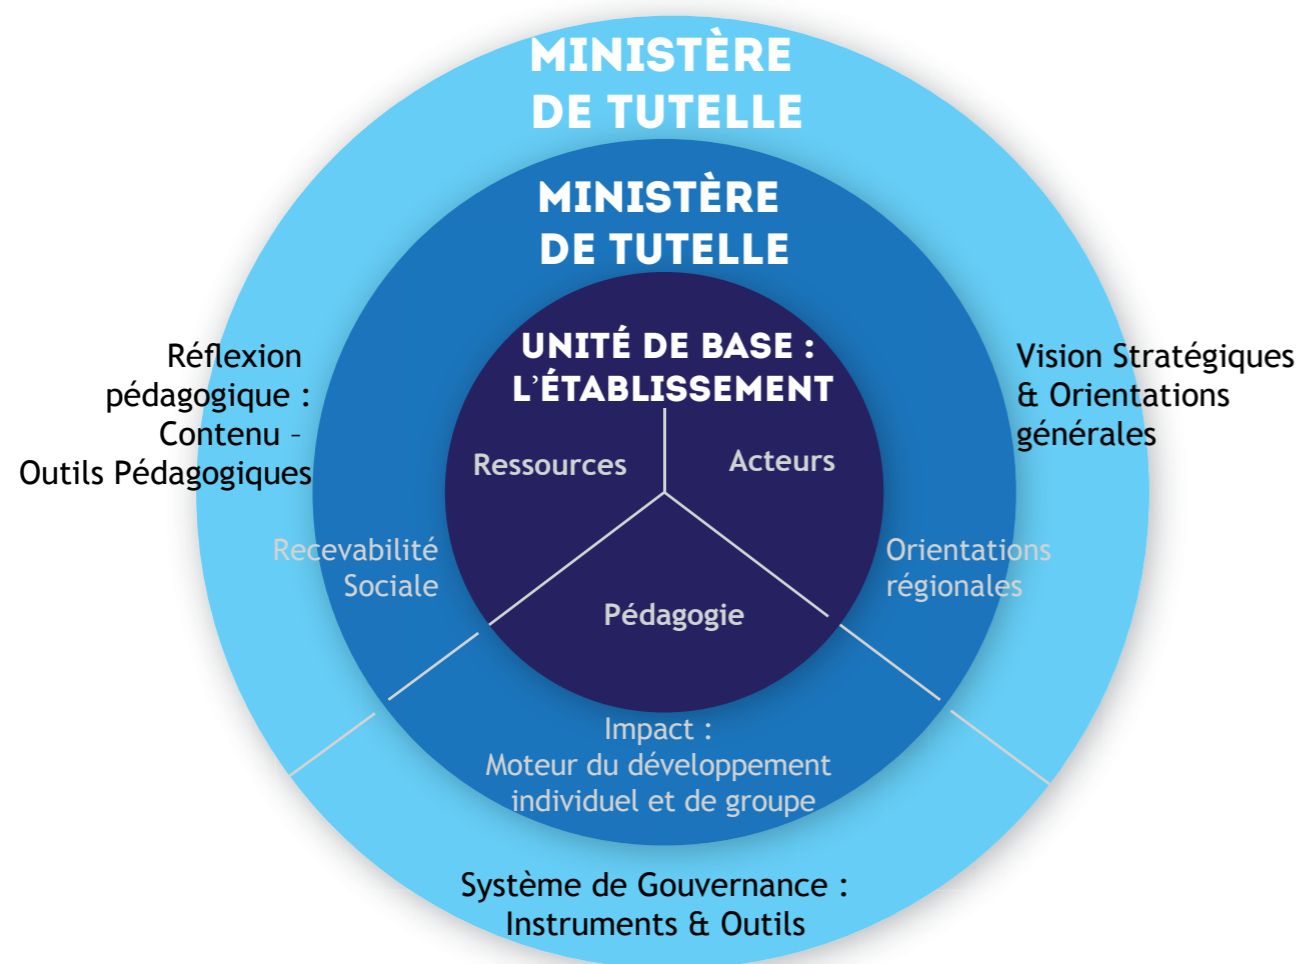 MINISTÈRE
DE TUTELLE
MINISTÈRE
DE TUTELLE
UNITÉ DE BASE :
L'ÉTABLISSEMENT
Réflexion
pédagogique :
Contenu –
Outils Pédagogiques
Vision Stratégiques
& Orientations
générales
Ressources
Acteurs
Recevabilité
Sociale
Orientations
régionales
Pédagogie
Impact :
Moteur du développement
individuel et de groupe
Système de Gouvernance :
Instruments & Outils